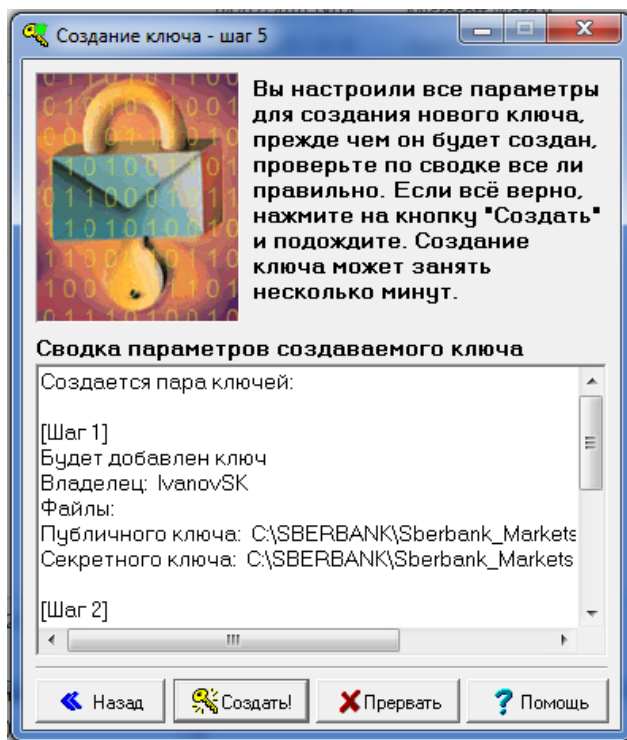 Создание ключа - шаг 5
Вы настроили все параметры
для создания нового ключа,
прежде чем он будет создан,
проверьте по сводке все ли
правильно. Если всё верно,
нажмите на кнопку "Создать"
и подождите. Создание
ключа может занять
несколько минут.
Сводка параметров создаваемого ключа
Создается пара ключей:
[Шаг 1]
Будет добавлен ключ
Владелец: IvanovSK
Файлы:
Публичного ключа: C:\SBERBANK\Sberbank_Markets
Секретного ключа: C:\SBERBANK\Sberbank_Markets
[Шаг 2]
Назад
Создать!
Прервать
Помощь